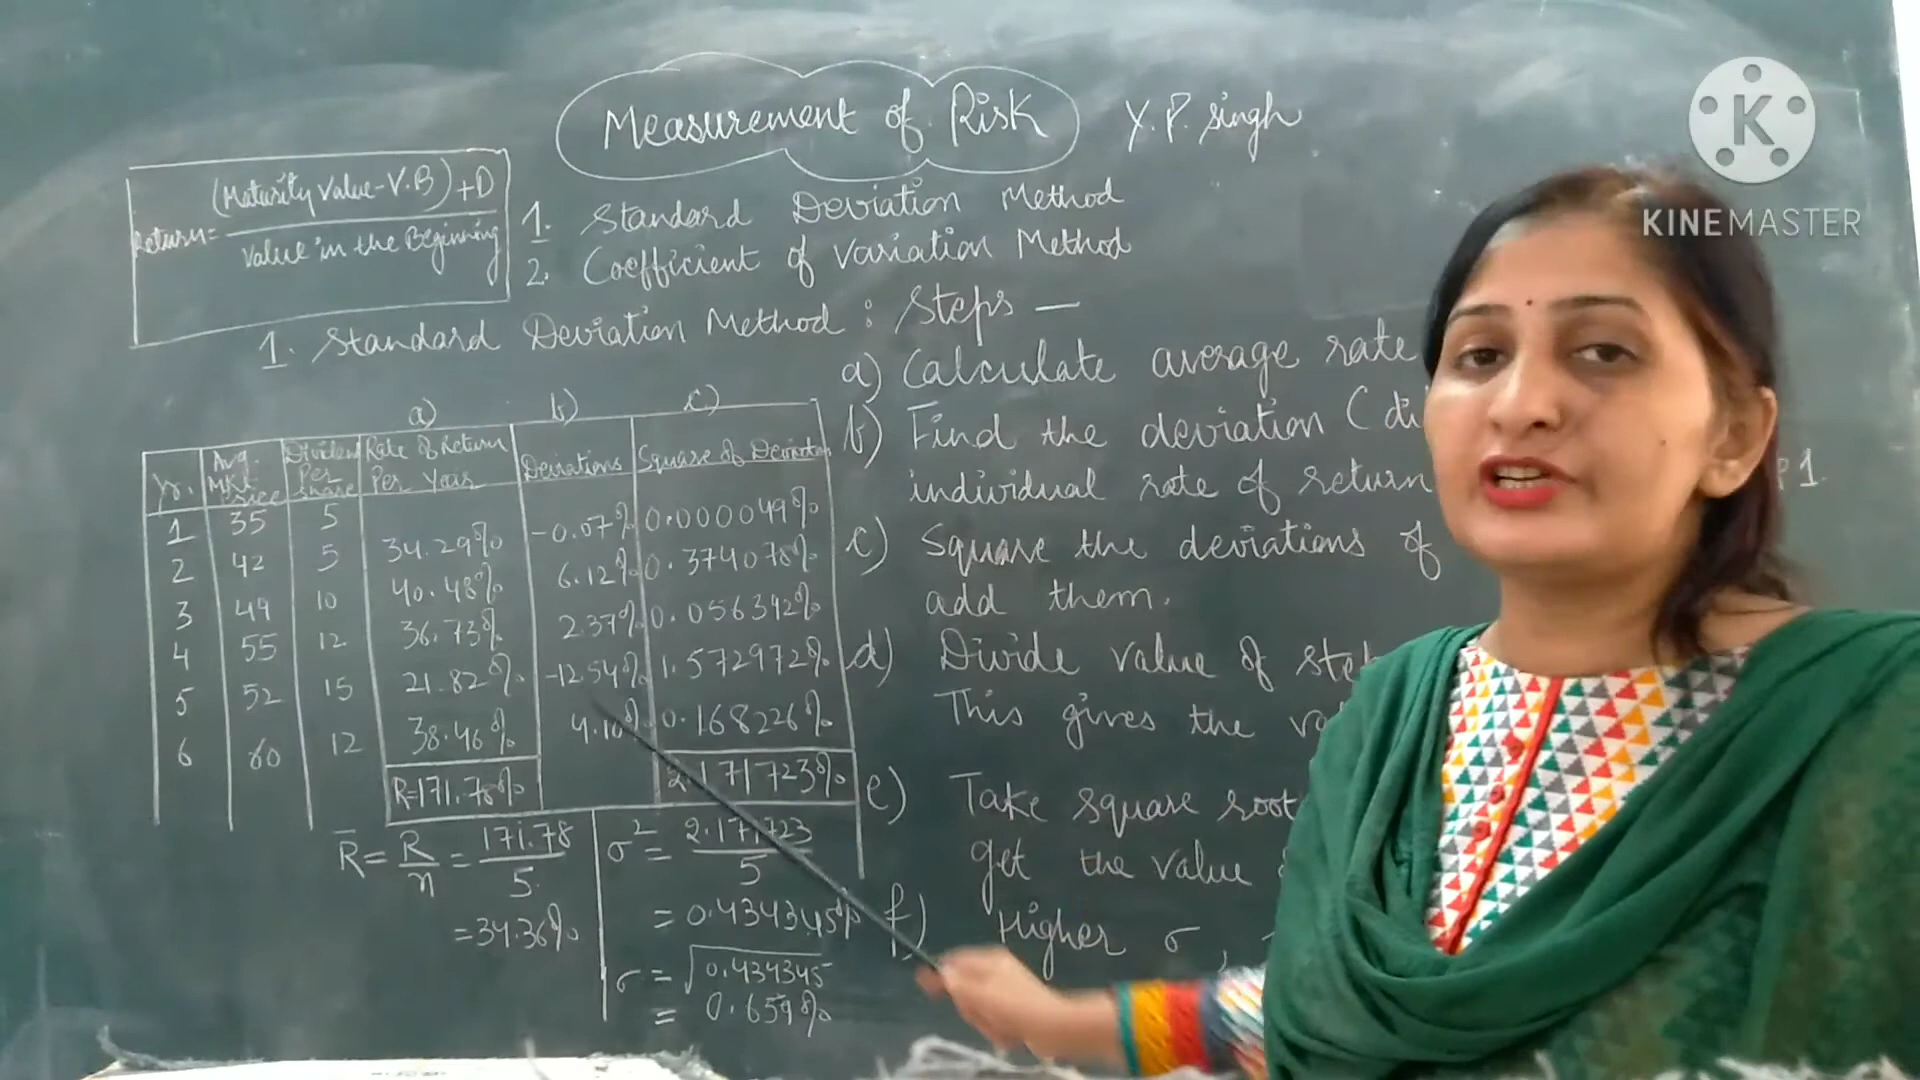 Measurement of Risk
Y. P. Singh
K
KINEMASTER
Return = (Maturity Value - V.B) + D
Value in the Beginning
1. Standard Deviation Method
2. Coefficient of Variation Method
1. Standard Deviation Method : Steps —
a) b) c)
Yr. Avg. Mkt Price Dividend Per Share Rate of Return Per Year Deviations Square of Deviation
1 35 5
34.29% -0.07% 0.000049%
2 42 5
40.48% 6.12% 0.374078%
3 49 10
36.73% 2.37% 0.056342%
4 55 12
21.82% -12.54% 1.572972%
5 52 15
38.46% 4.10% 0.168226%
6 60 12
R=171.78% 2.171723%
R̄ = R/n = 171.78/5
= 34.36%
σ² = 2.171723/5
= 0.434345%
σ = √0.434345
= 0.659%
a) Calculate average rate
b) Find the deviation (di
individual rate of return
P 1.
c) Square the deviations of
add them.
d) Divide value of step
This gives the va
e) Take square root
get the value
f) Higher σ,